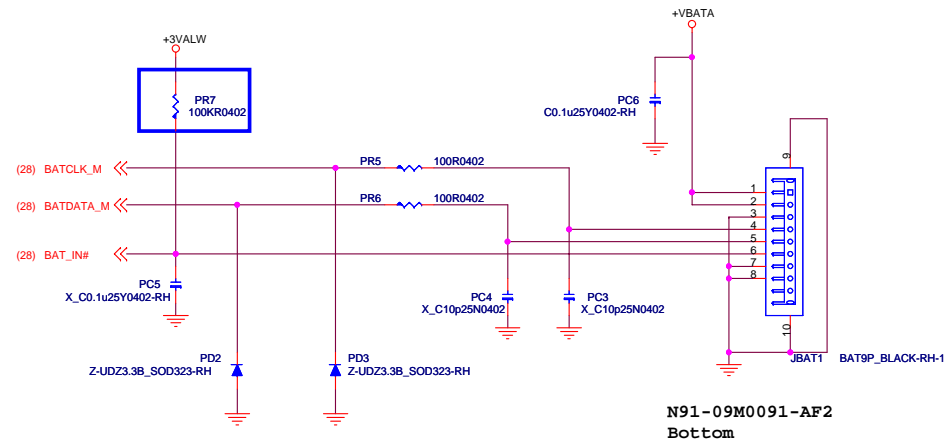 +VBATA
+3VALW
PR7
100KR0402
PC6
C0.1u25Y0402-RH
9
(28) BATCLK_M
PR5
100R0402
1
2
(28) BATDATA_M
PR6
100R0402
3
4
5
(28) BAT_IN#
6
7
8
PC5
X_C0.1u25Y0402-RH
PC4
X_C10p25N0402
PC3
X_C10p25N0402
10
PD2
Z-UDZ3.3B_SOD323-RH
PD3
Z-UDZ3.3B_SOD323-RH
JBAT1
BAT9P_BLACK-RH-1
N91-09M0091-AF2
Bottom